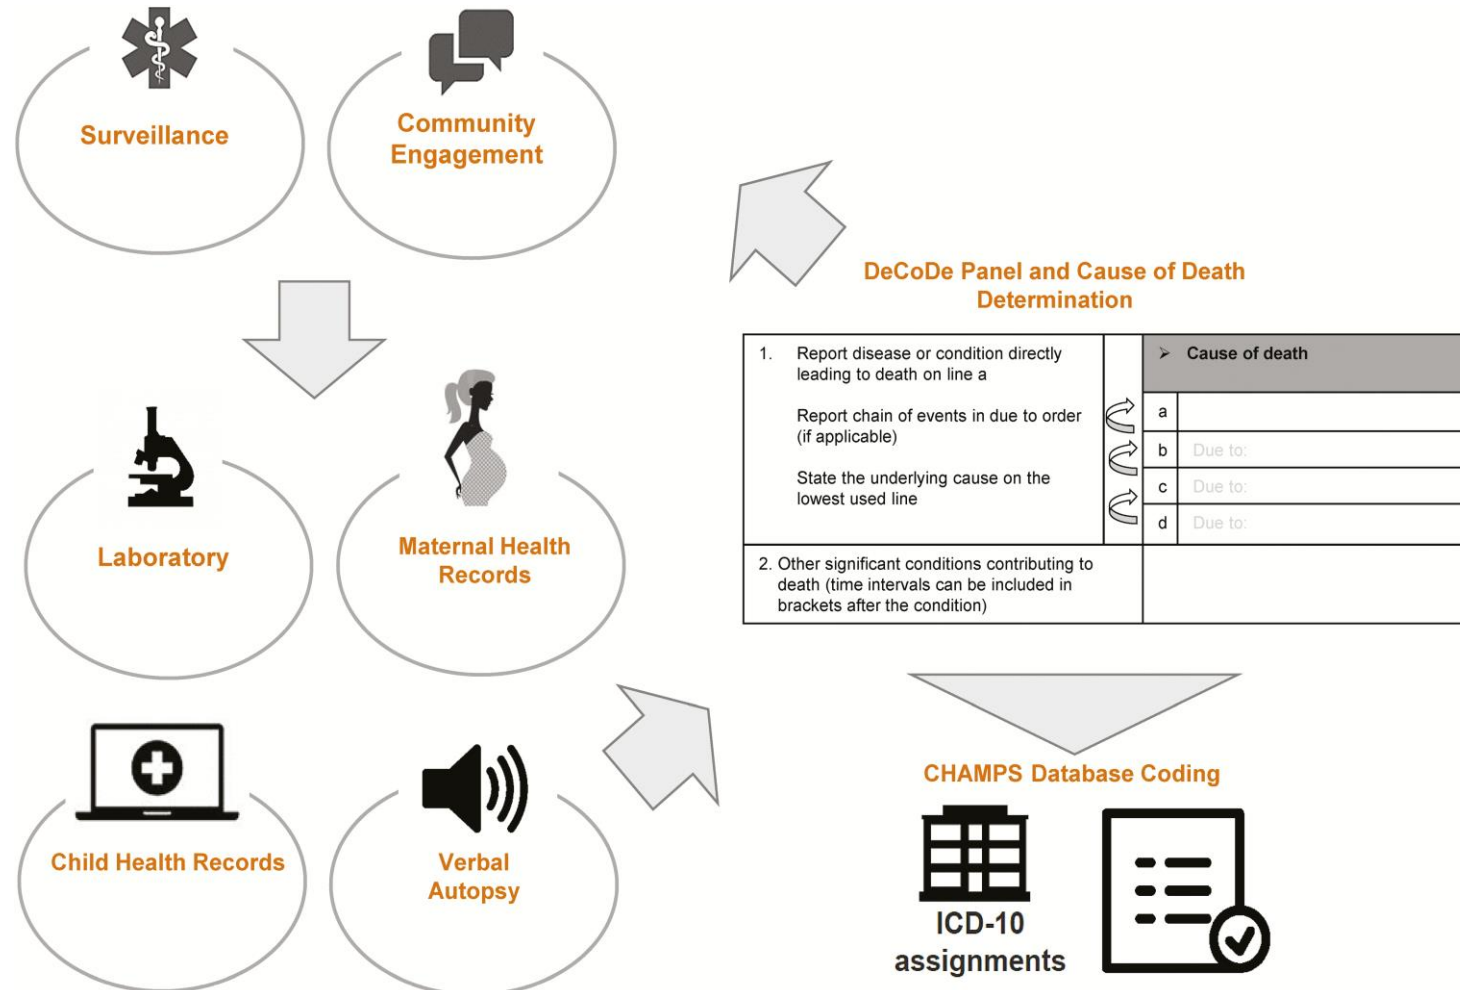 Surveillance
Community
Engagement
DeCoDe Panel and Cause of Death
Determination
1. Report disease or condition directly
leading to death on line a
Report chain of events in due to order
(if applicable)
State the underlying cause on the
lowest used line
➢ Cause of death
a
b Due to:
c Due to:
d Due to:
2. Other significant conditions contributing to
death (time intervals can be included in
brackets after the condition)
Laboratory
Maternal Health
Records
Child Health Records
Verbal
Autopsy
CHAMPS Database Coding
ICD-10
assignments